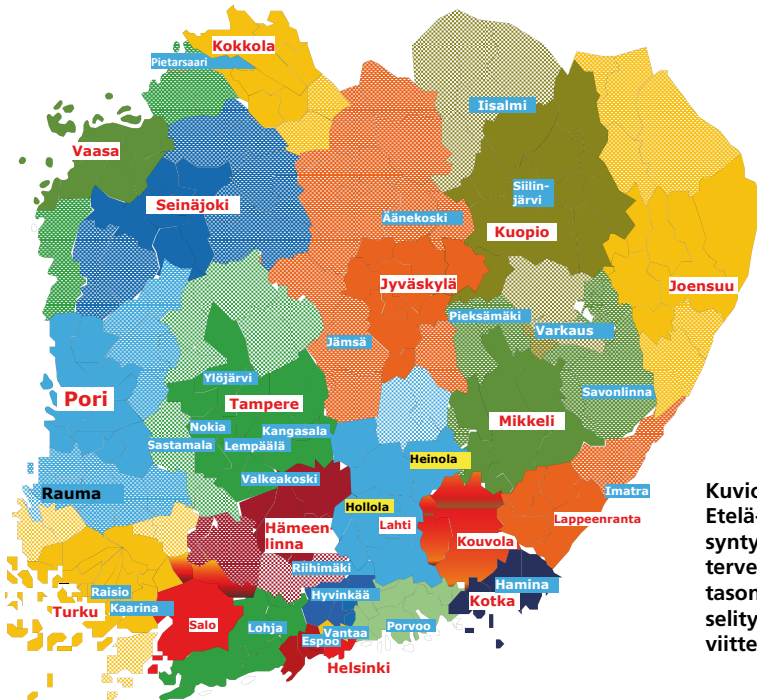 Kokkola
Pietarsaari
Iisalmi
Vaasa
Seinäjoki
Siilin-
järvi
Äänekoski
Kuopio
Jyväskylä
Joensuu
Pieksämäki
Varkaus
Jämsä
Ylöjärvi
Savonlinna
Pori
Tampere
Mikkeli
Nokia
Kangasala
Sastamala
Lempäälä
Heinola
Valkeakoski
Rauma
Imatra
Hollola
Lahti
Lappeenranta
Hämeen
linna
Kouvola
Riihimäki
Hamina
Raisio
Hyvinkää
Kotka
Turku
Kaarina
Salo
Lohja
Vantaa
Porvoo
Espoo
Helsinki
Kuvio
Etelä-
synty
terve
tason
selity
viitte